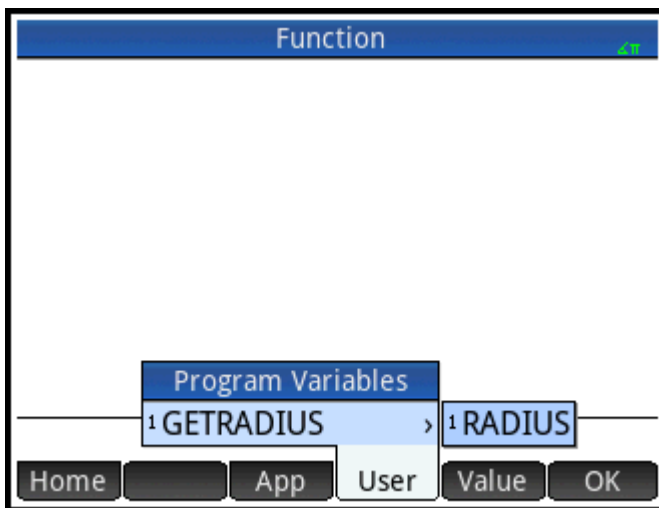 Function
∡π
Program Variables
1 GETRADIUS › 1 RADIUS
Home App User Value OK